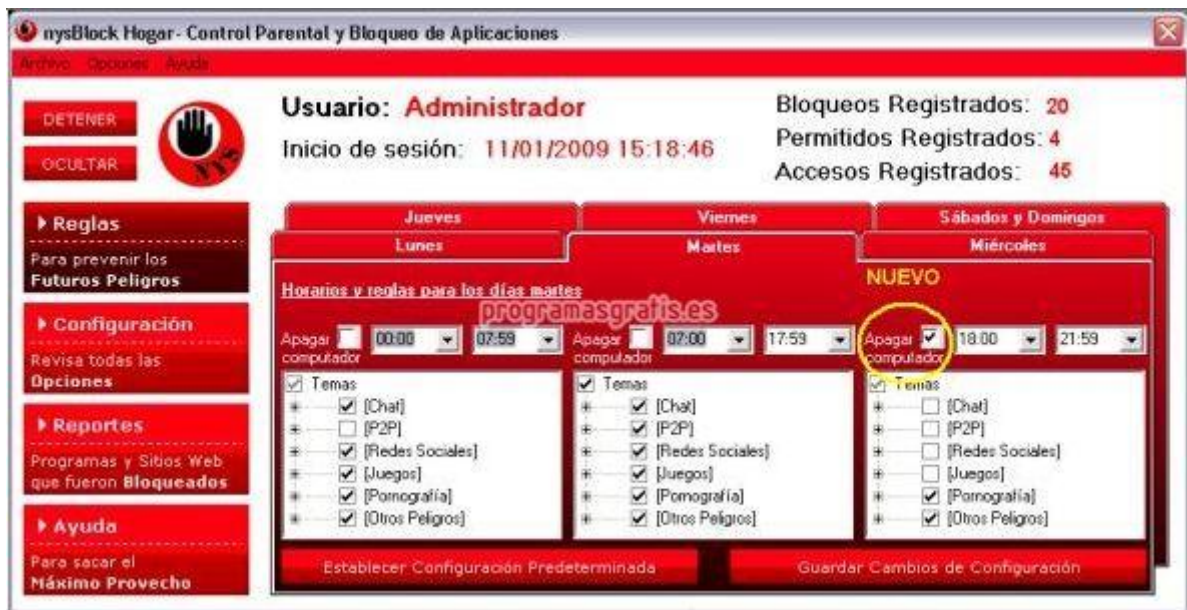 nysBlock Hogar - Control Parental y Bloqueo de Aplicaciones
Archivo Opciones Ayuda
DETENER
OCULTAR
NYS
Usuario: Administrador
Inicio de sesión: 11/01/2009 15:18:46
Bloqueos Registrados: 20
Permitidos Registrados: 4
Accesos Registrados: 45
Reglas
Para prevenir los
Futuros Peligros
Configuración
Revisa todas las
Opciones
Reportes
Programas y Sitios Web
que fueron Bloqueados
Ayuda
Para sacar el
Máximo Provecho
Jueves Viernes Sábados y Domingos
Lunes Martes Miércoles
NUEVO
Horarios y reglas para los días martes
programasgratis.es
Apagar computador 00:00 07:59
Temas
[Chat]
[P2P]
[Redes Sociales]
[Juegos]
[Pornografía]
[Otros Peligros]
Apagar computador 07:00 17:59
Temas
[Chat]
[P2P]
[Redes Sociales]
[Juegos]
[Pornografía]
[Otros Peligros]
Apagar computador 18:00 21:59
Temas
[Chat]
[P2P]
[Redes Sociales]
[Juegos]
[Pornografía]
[Otros Peligros]
Establecer Configuración Predeterminada
Guardar Cambios de Configuración